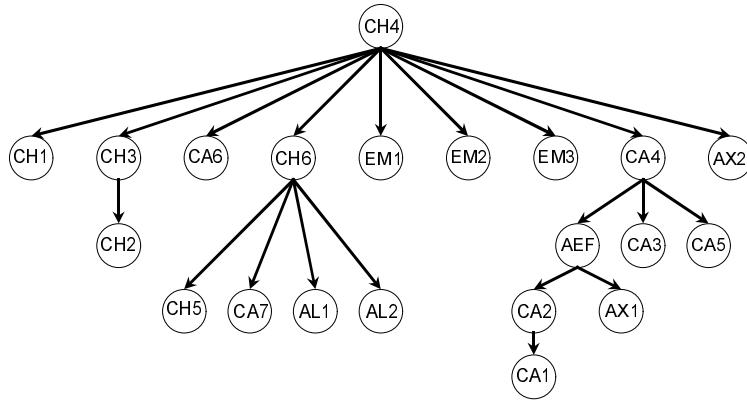 CH4
CH1 CH3 CA6 CH6 EM1 EM2 EM3 CA4 AX2
CH2 AEF CA3 CA5
CH5 CA7 AL1 AL2 CA2 AX1
CA1